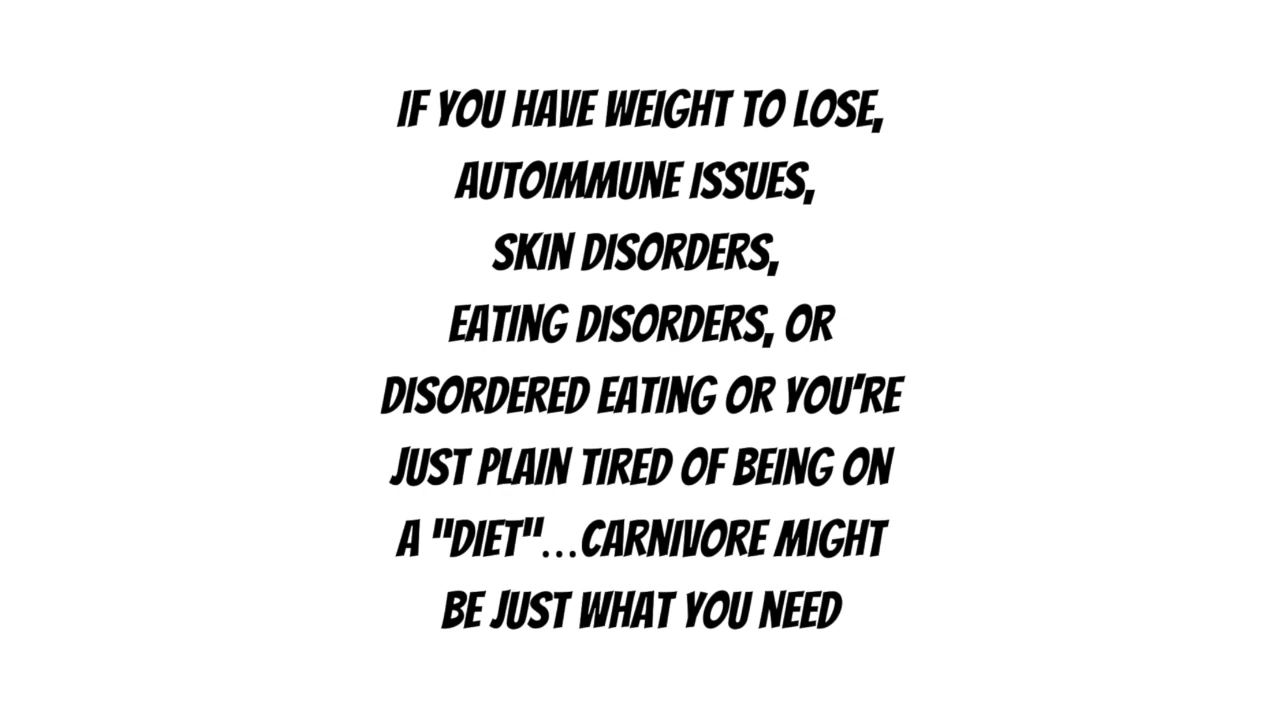 IF YOU HAVE WEIGHT TO LOSE,
AUTOIMMUNE ISSUES,
SKIN DISORDERS,
EATING DISORDERS, OR
DISORDERED EATING OR YOU'RE
JUST PLAIN TIRED OF BEING ON
A "DIET"...CARNIVORE MIGHT
BE JUST WHAT YOU NEED